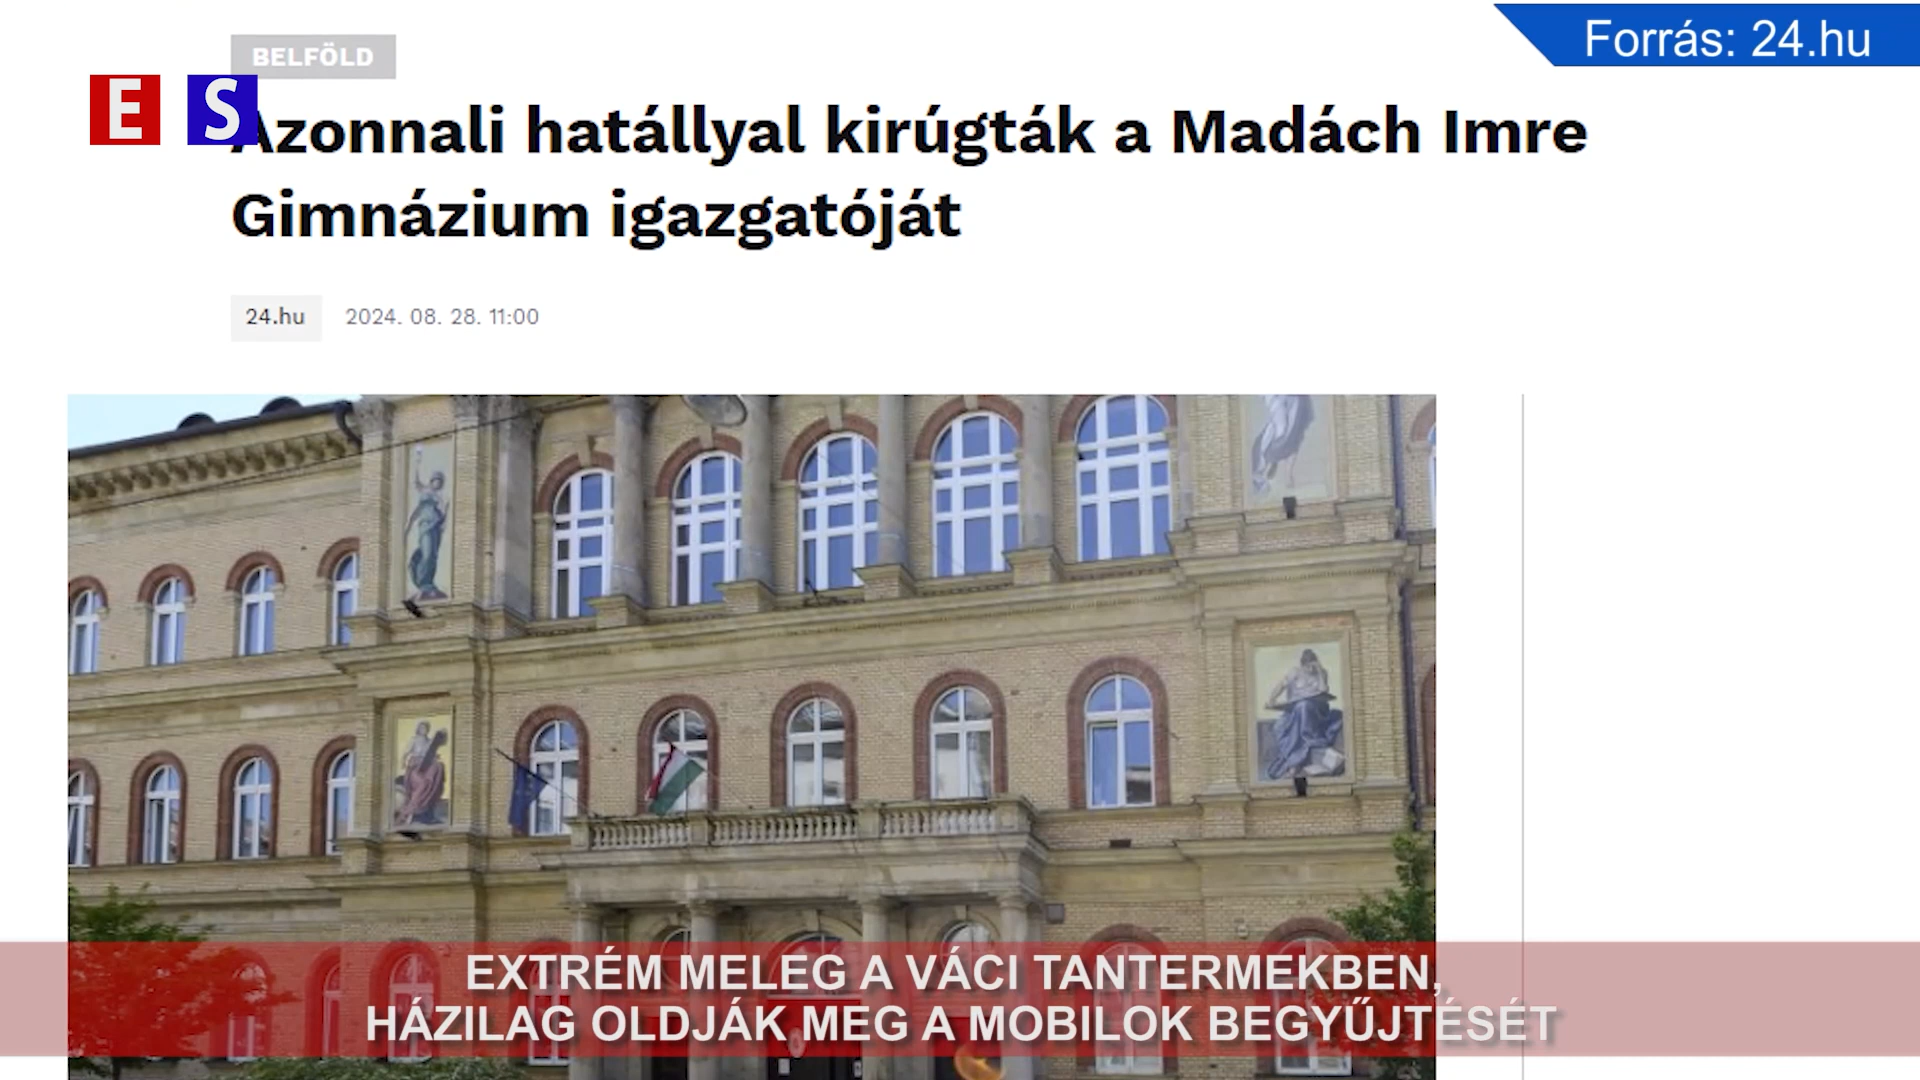 Forrás: 24.hu
BELFÖLD
E S
Azonnali hatállyal kirúgták a Madách Imre
Gimnázium igazgatóját
24.hu 2024. 08. 28. 11:00
EXTRÉM MELEG A VÁCI TANTERMEKBEN,
HÁZILAG OLDJÁK MEG A MOBILOK BEGYŰJTÉSÉT